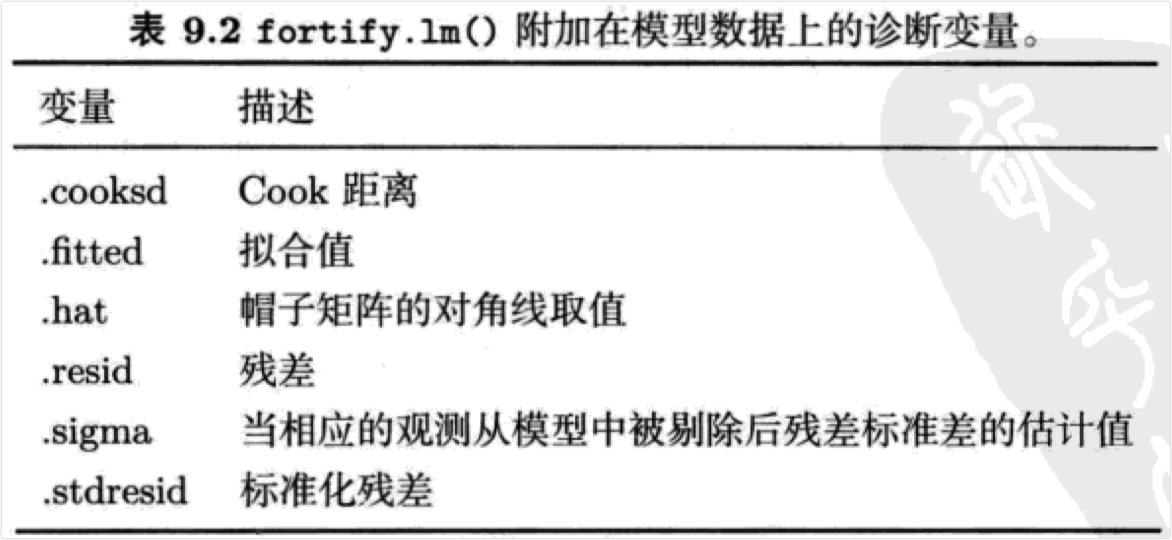 表 9.2 fortify.lm() 附加在模型数据上的诊断变量。
变量 描述
.cooksd Cook 距离
.fitted 拟合值
.hat 帽子矩阵的对角线取值
.resid 残差
.sigma 当相应的观测从模型中被剔除后残差标准差的估计值
.stdresid 标准化残差